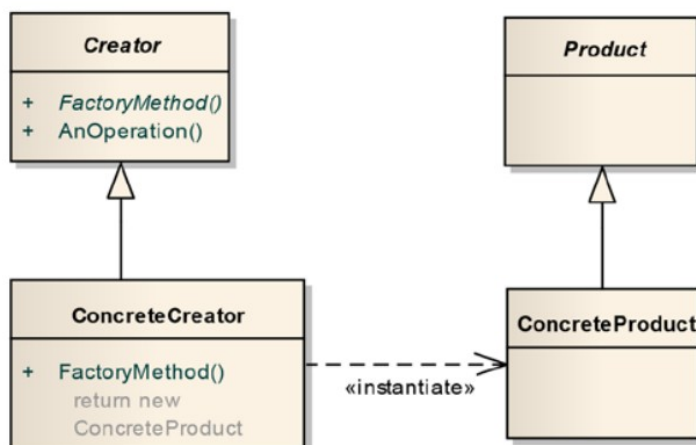 Creator
+ FactoryMethod()
+ AnOperation()
Product
ConcreteCreator
+ FactoryMethod()
return new
ConcreteProduct
«instantiate»
ConcreteProduct